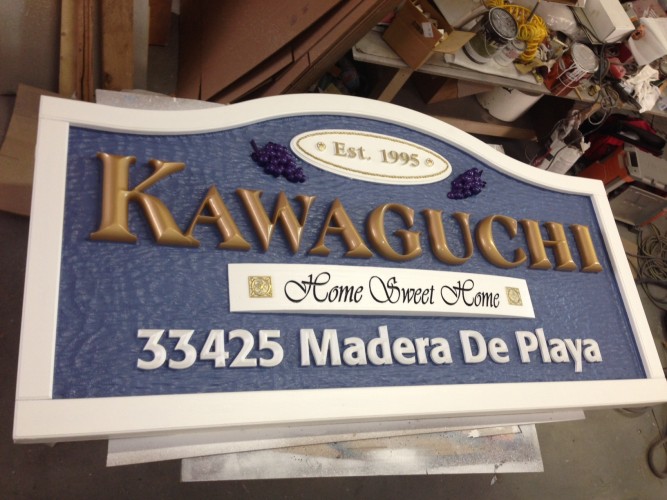 Est. 1995
KAWAGUCHI
Home Sweet Home
33425 Madera De Playa